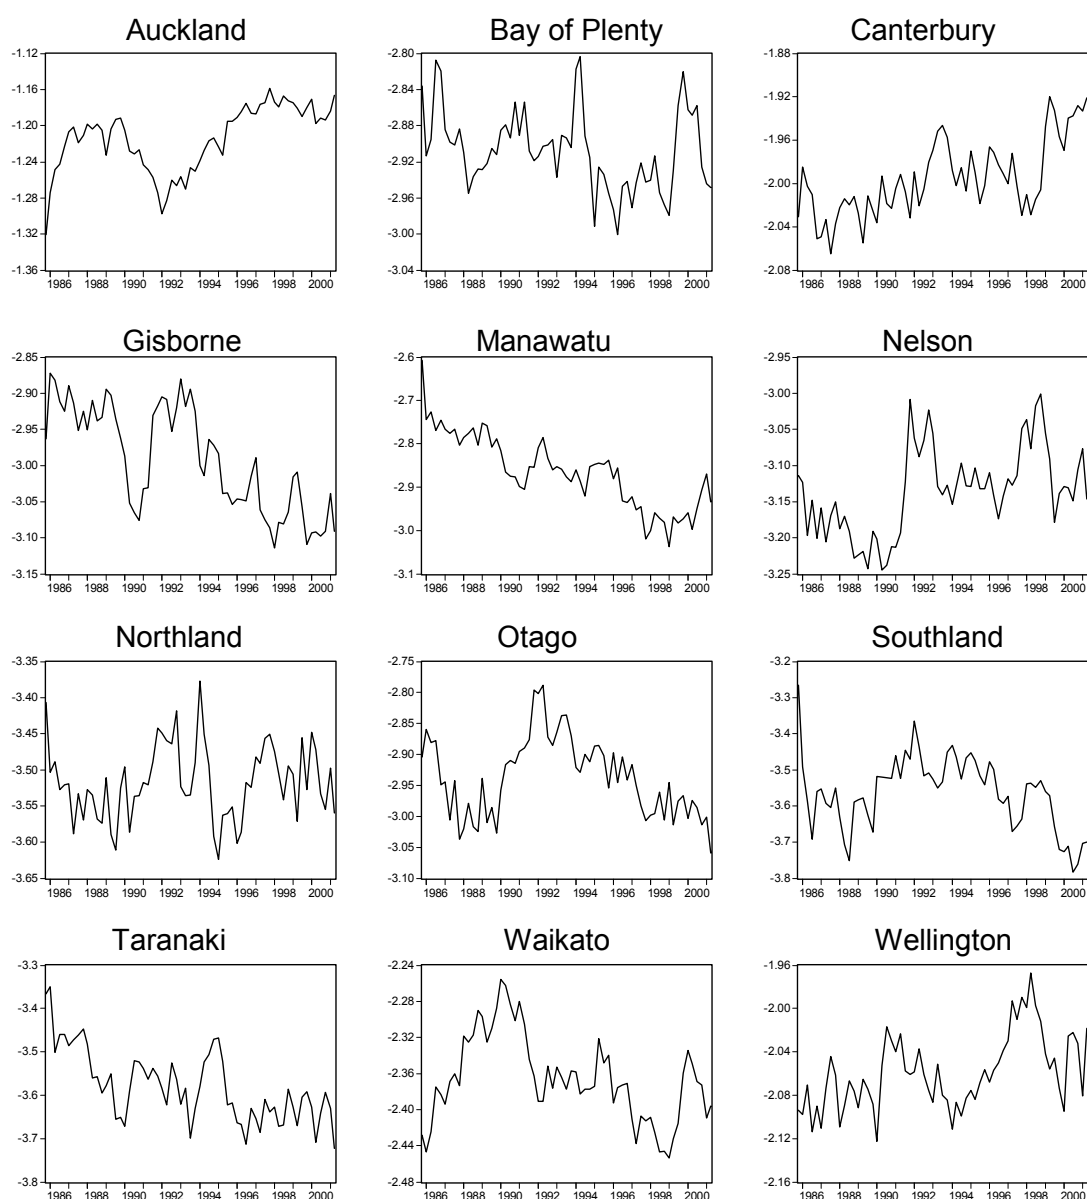 Auckland Bay of Plenty Canterbury
-1.12 -2.80 -1.88
-1.16 -2.84 -1.92
-1.20 -2.88 -1.96
-1.24 -2.92 -2.00
-1.28 -2.96 -2.04
-1.32 -3.00
-1.36 -3.04 -2.08
1986 1988 1990 1992 1994 1996 1998 2000 1986 1988 1990 1992 1994 1996 1998 2000 1986 1988 1990 1992 1994 1996 1998 2000
Gisborne Manawatu Nelson
-2.85 -2.6 -2.95
-2.90 -2.7 -3.00
-2.95 -2.8 -3.05
-3.00 -2.9 -3.10
-3.05 -3.0 -3.15
-3.10 -3.20
-3.15 -3.1 -3.25
1986 1988 1990 1992 1994 1996 1998 2000 1986 1988 1990 1992 1994 1996 1998 2000 1986 1988 1990 1992 1994 1996 1998 2000
Northland Otago Southland
-3.35 -2.75 -3.2
-3.40 -2.80 -3.3
-3.45 -2.85 -3.4
-3.50 -2.90 -3.5
-3.55 -2.95 -3.6
-3.60 -3.00 -3.7
-3.05
-3.65 -3.10 -3.8
1986 1988 1990 1992 1994 1996 1998 2000 1986 1988 1990 1992 1994 1996 1998 2000 1986 1988 1990 1992 1994 1996 1998 2000
Taranaki Waikato Wellington
-3.3 -2.24 -1.96
-3.4 -2.28 -2.00
-3.5 -2.32 -2.04
-3.6 -2.36 -2.08
-3.7 -2.40 -2.12
-2.44
-3.8 -2.48 -2.16
1986 1988 1990 1992 1994 1996 1998 2000 1986 1988 1990 1992 1994 1996 1998 2000 1986 1988 1990 1992 1994 1996 1998 2000